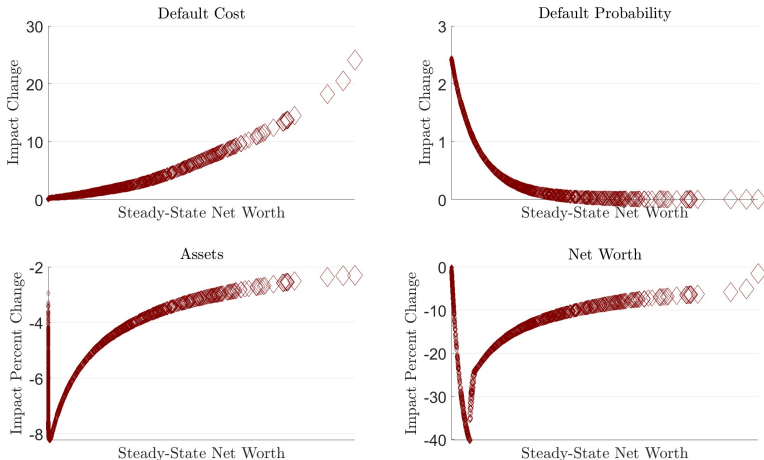 Default Cost
30
20
10
0
Impact Change
Steady-State Net Worth
Default Probability
3
2
1
0
Impact Change
Steady-State Net Worth
Assets
-2
-4
-6
-8
Impact Percent Change
Steady-State Net Worth
Net Worth
0
-10
-20
-30
-40
Impact Percent Change
Steady-State Net Worth